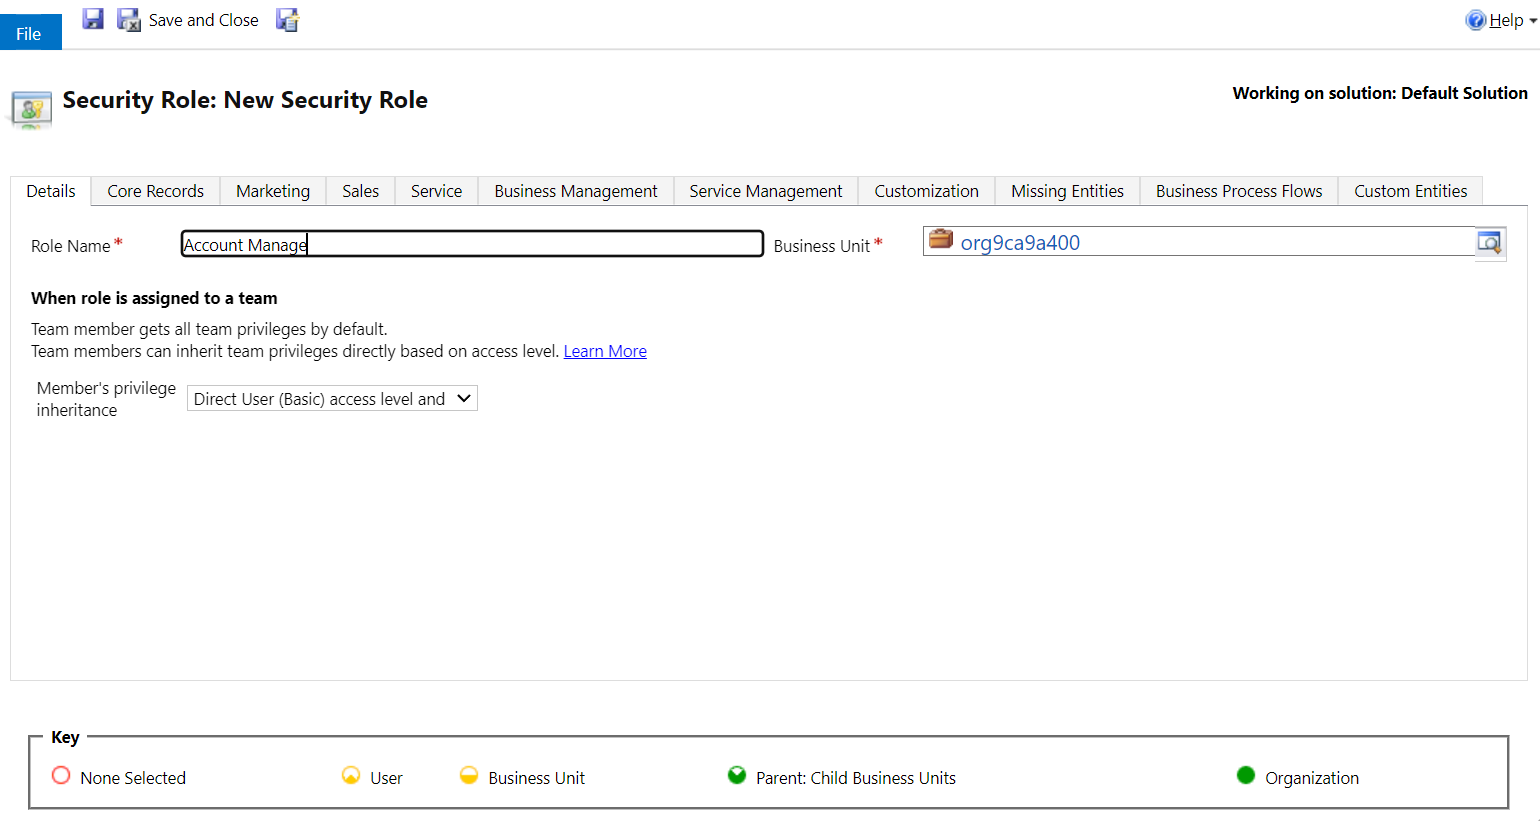 File
Save and Close
Help
Security Role: New Security Role
Working on solution: Default Solution
Details Core Records Marketing Sales Service Business Management Service Management Customization Missing Entities Business Process Flows Custom Entities
Role Name* Account Manage Business Unit* org9ca9a400
When role is assigned to a team
Team member gets all team privileges by default.
Team members can inherit team privileges directly based on access level. Learn More
Member's privilege
inheritance
Direct User (Basic) access level and
Key
None Selected User Business Unit Parent: Child Business Units Organization